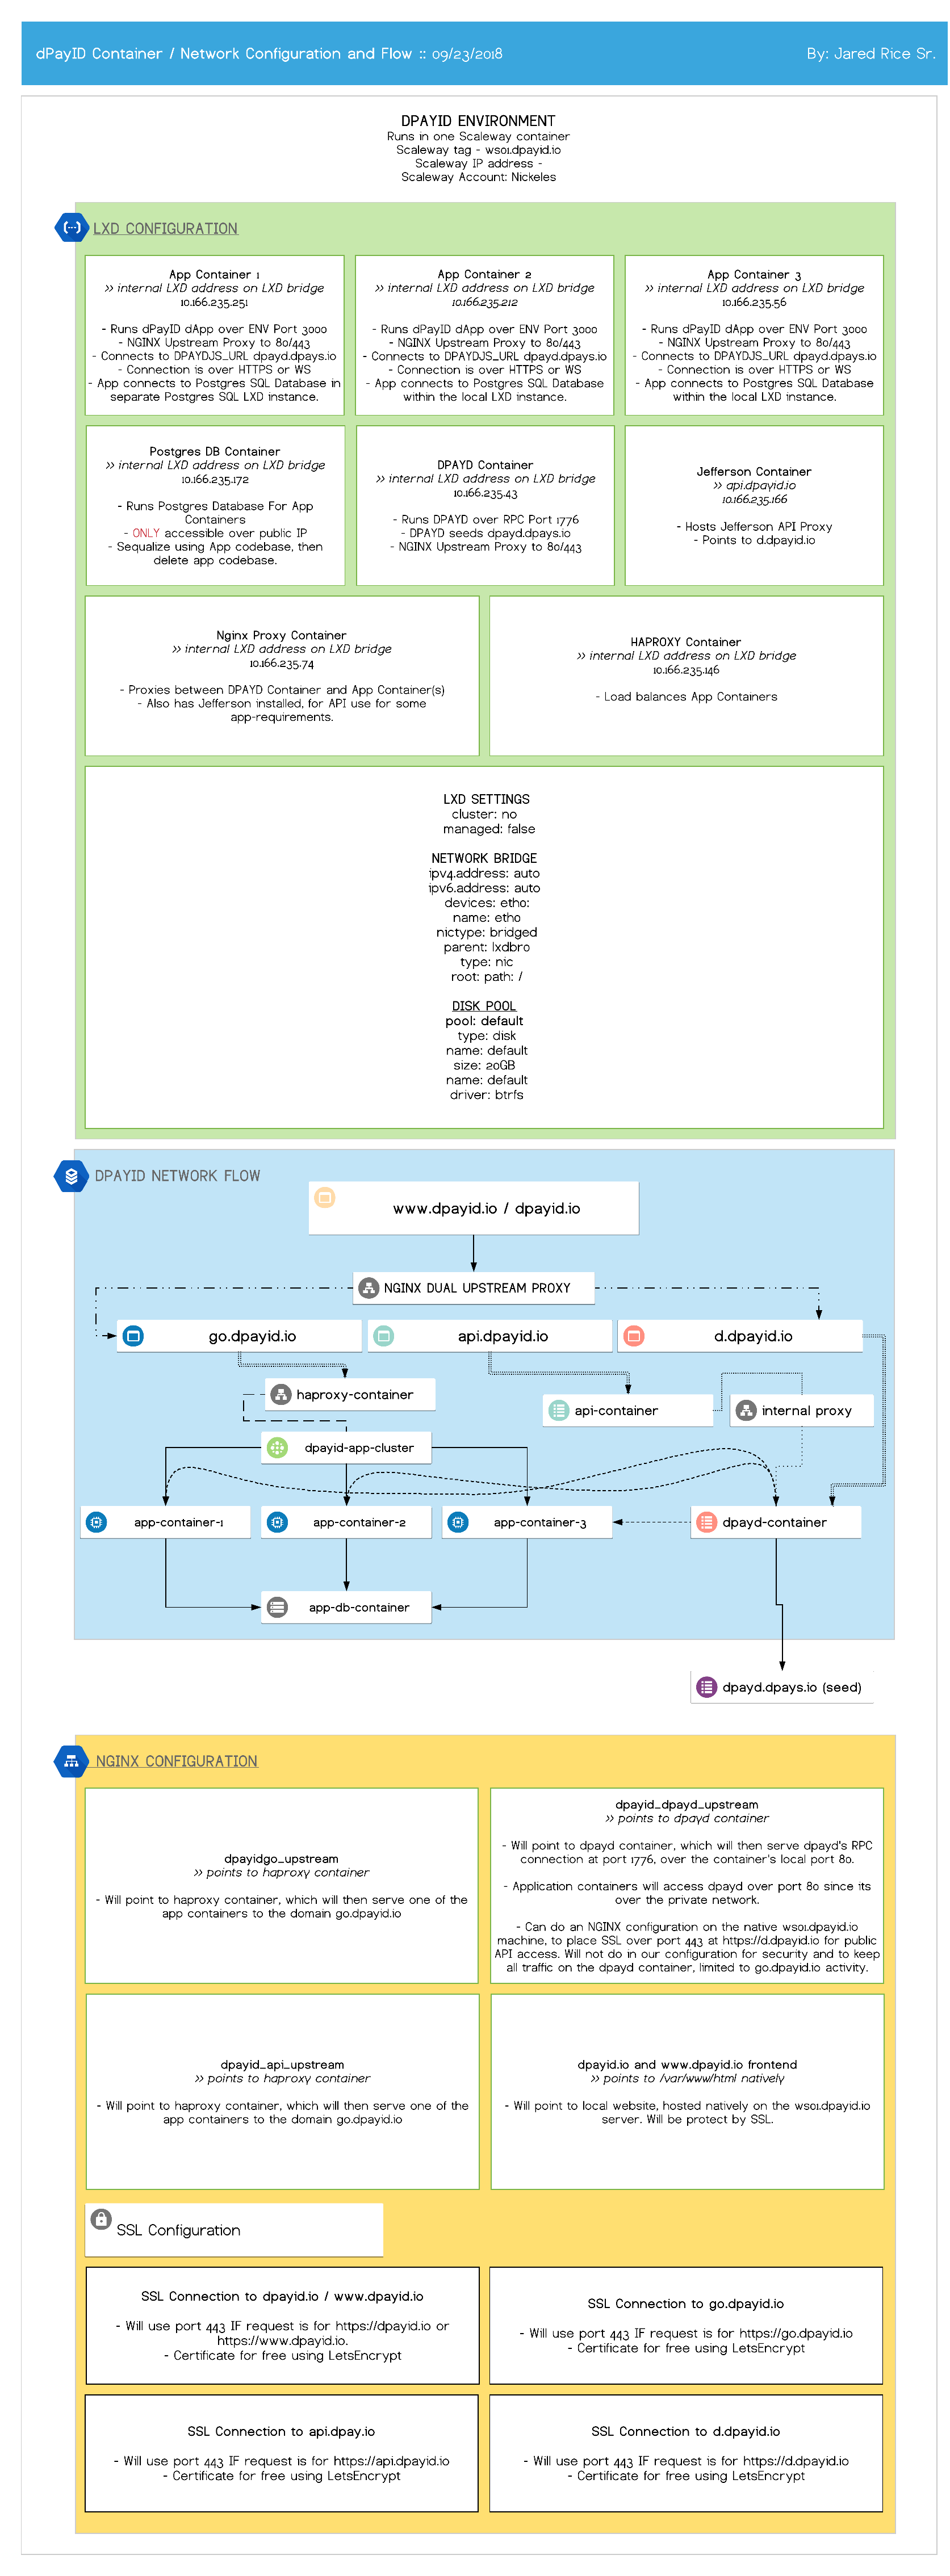 dPayID Container / Network Configuration and Flow :: 09/23/2018
By: Jared Rice Sr.
DPAYID ENVIRONMENT
Runs in one Scaleway container
Scaleway tag - ws01.dpayid.io
Scaleway IP address -
Scaleway Account: Nickeles
LXD CONFIGURATION
App Container 1
>> internal LXD address on LXD bridge
10.166.235.251
- Runs dPayID dApp over ENV Port 3000
- NGINX Upstream Proxy to 80/443
- Connects to DPAYDJS_URL dpayd.dpays.io
- Connection is over HTTPS or WS
- App connects to Postgres SQL Database in
separate Postgres SQL LXD instance.
App Container 2
>> internal LXD address on LXD bridge
10.166.235.212
- Runs dPayID dApp over ENV Port 3000
- NGINX Upstream Proxy to 80/443
- Connects to DPAYDJS_URL dpayd.dpays.io
- Connection is over HTTPS or WS
- App connects to Postgres SQL Database
within the local LXD instance.
App Container 3
>> internal LXD address on LXD bridge
10.166.235.56
- Runs dPayID dApp over ENV Port 3000
- NGINX Upstream Proxy to 80/443
- Connects to DPAYDJS_URL dpayd.dpays.io
- Connection is over HTTPS or WS
- App connects to Postgres SQL Database
within the local LXD instance.
Postgres DB Container
>> internal LXD address on LXD bridge
10.166.235.172
- Runs Postgres Database For App
Containers
- ONLY accessible over public IP
- Sequalize using App codebase, then
delete app codebase.
DPAYD Container
>> internal LXD address on LXD bridge
10.166.235.43
- Runs DPAYD over RPC Port 1776
- DPAYD seeds dpayd.dpays.io
- NGINX Upstream Proxy to 80/443
Jefferson Container
>> api.dpayid.io
10.166.235.166
- Hosts Jefferson API Proxy
- Points to d.dpayid.io
Nginx Proxy Container
>> internal LXD address on LXD bridge
10.166.235.74
- Proxies between DPAYD Container and App Container(s)
- Also has Jefferson installed, for API use for some
app-requirements.
HAPROXY Container
>> internal LXD address on LXD bridge
10.166.235.146
- Load balances App Containers
LXD SETTINGS
cluster: no
managed: false
NETWORK BRIDGE
ipv4.address: auto
ipv6.address: auto
devices: eth0:
name: eth0
nictype: bridged
parent: lxdbr0
type: nic
root: path: /
DISK POOL
pool: default
type: disk
name: default
size: 20GB
name: default
driver: btrfs
DPAYID NETWORK FLOW
www.dpayid.io / dpayid.io
NGINX DUAL UPSTREAM PROXY
go.dpayid.io
api.dpayid.io
d.dpayid.io
haproxy-container
api-container
internal proxy
dpayid-app-cluster
app-container-1
app-container-2
app-container-3
dpayd-container
app-db-container
dpayd.dpays.io (seed)
NGINX CONFIGURATION
dpayidgo_upstream
>> points to haproxy container
- Will point to haproxy container, which will then serve one of the
app containers to the domain go.dpayid.io
dpayid_dpayd_upstream
>> points to dpayd container
- Will point to dpayd container, which will then serve dpayd's RPC
connection at port 1776, over the container's local port 80.
- Application containers will access dpayd over port 80 since its
over the private network.
- Can do an NGINX configuration on the native ws01.dpayid.io
machine, to place SSL over port 443 at https://d.dpayid.io for public
API access. Will not do in our configuration for security and to keep
all traffic on the dpayd container, limited to go.dpayid.io activity.
dpayid_api_upstream
>> points to haproxy container
- Will point to haproxy container, which will then serve one of the
app containers to the domain go.dpayid.io
dpayid.io and www.dpayid.io frontend
>> points to /var/www/html natively
- Will point to local website, hosted natively on the ws01.dpayid.io
server. Will be protect by SSL.
SSL Configuration
SSL Connection to dpayid.io / www.dpayid.io
- Will use port 443 IF request is for https://dpayid.io or
https://www.dpayid.io.
- Certificate for free using LetsEncrypt
SSL Connection to go.dpayid.io
- Will use port 443 IF request is for https://go.dpayid.io
- Certificate for free using LetsEncrypt
SSL Connection to api.dpay.io
- Will use port 443 IF request is for https://api.dpayid.io
- Certificate for free using LetsEncrypt
SSL Connection to d.dpayid.io
- Will use port 443 IF request is for https://d.dpayid.io
- Certificate for free using LetsEncrypt